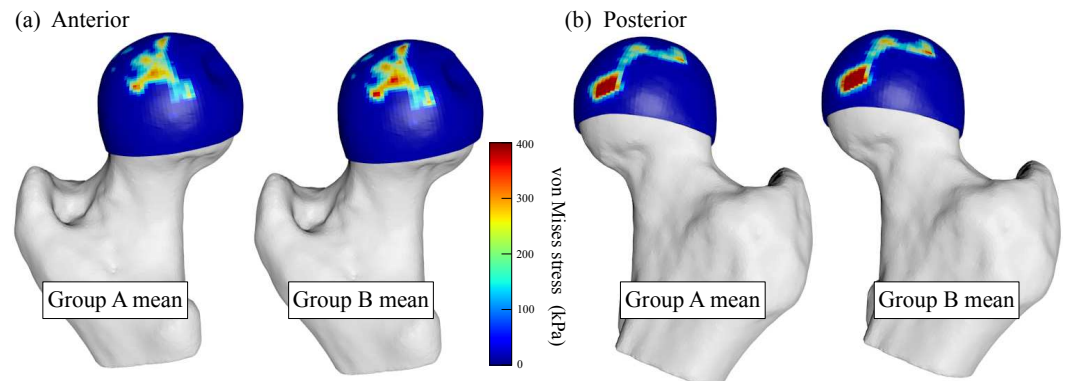 (a) Anterior
(b) Posterior
400
300
200
100
0
von Mises stress (kPa)
Group A mean
Group B mean
Group A mean
Group B mean